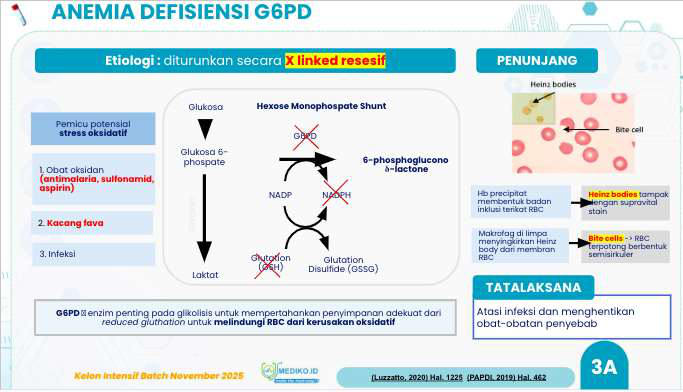 ANEMIA DEFISIENSI G6PD
Etiologi : diturunkan secara X linked resesif
Pemicu potensial
stress oksidatif
1. Obat oksidan
(antimalaria, sulfonamid,
aspirin)
2. Kacang fava
3. Infeksi
Glukosa
Hexose Monophospate Shunt
G6PD
Glukosa 6-
phospate
6-phosphoglucono
δ-lactone
NADP
NADPH
Glutation
(GSH)
Glutation
Disulfide (GSSG)
Laktat
G6PD enzim penting pada glikolisis untuk mempertahankan penyimpanan adekuat dari
reduced gluthation untuk melindungi RBC dari kerusakan oksidatif
PENUNJANG
Heinz bodies
Bite cell
Hb precipitat
membentuk badan
inklusi terikat RBC
Heinz bodies tampak
dengan supravital
stain
Makrofag di limpa
menyingkirkan Heinz
body dari membran
RBC
Bite cells -> RBC
terpotong berbentuk
semisirkuler
TATALAKSANA
Atasi infeksi dan menghentikan
obat-obatan penyebab
Kelon Intensif Batch November 2025
MEDIKO.ID
(Luzzatto, 2020) Hal. 1225 (PAPDI, 2019) Hal. 462
3A